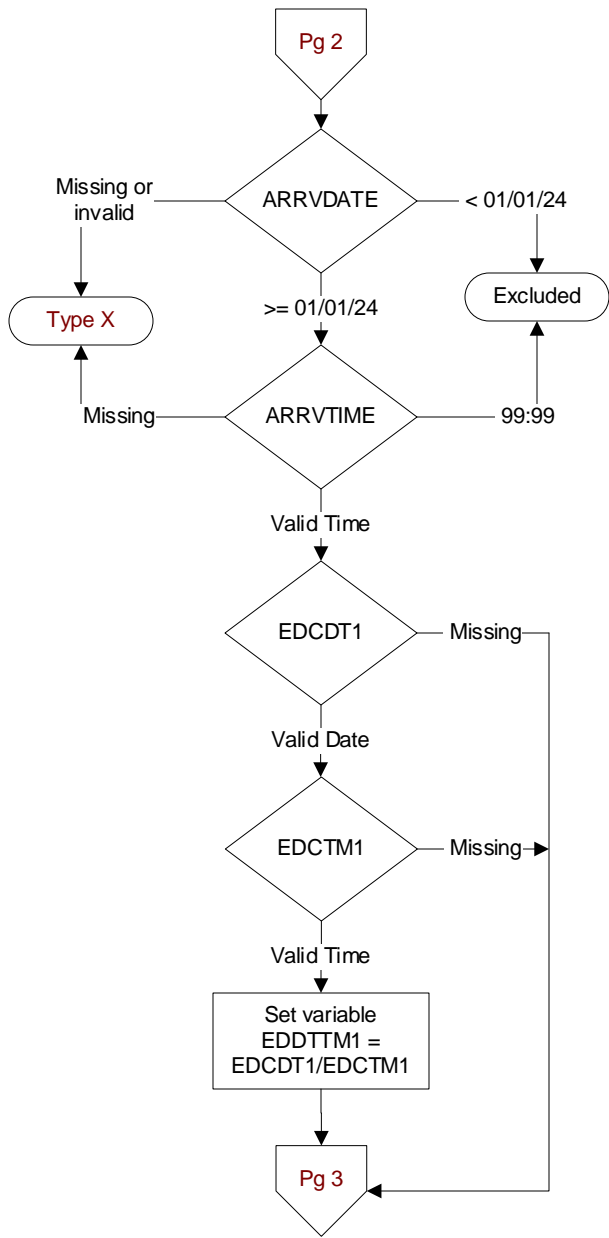 Pg 2
Missing or
invalid
ARRVDATE
< 01/01/24
Type X
>= 01/01/24
Excluded
Missing
ARRVTIME
99:99
Valid Time
EDCDT1
Missing
Valid Date
EDCTM1
Missing
Valid Time
Set variable
EDDTTM1 =
EDCDT1/EDCTM1
Pg 3